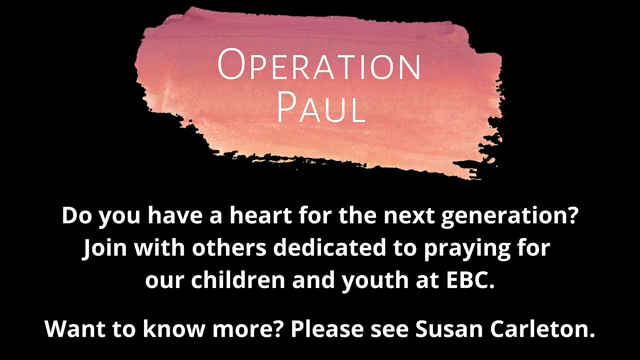 Operation
Paul
Do you have a heart for the next generation?
Join with others dedicated to praying for
our children and youth at EBC.
Want to know more? Please see Susan Carleton.